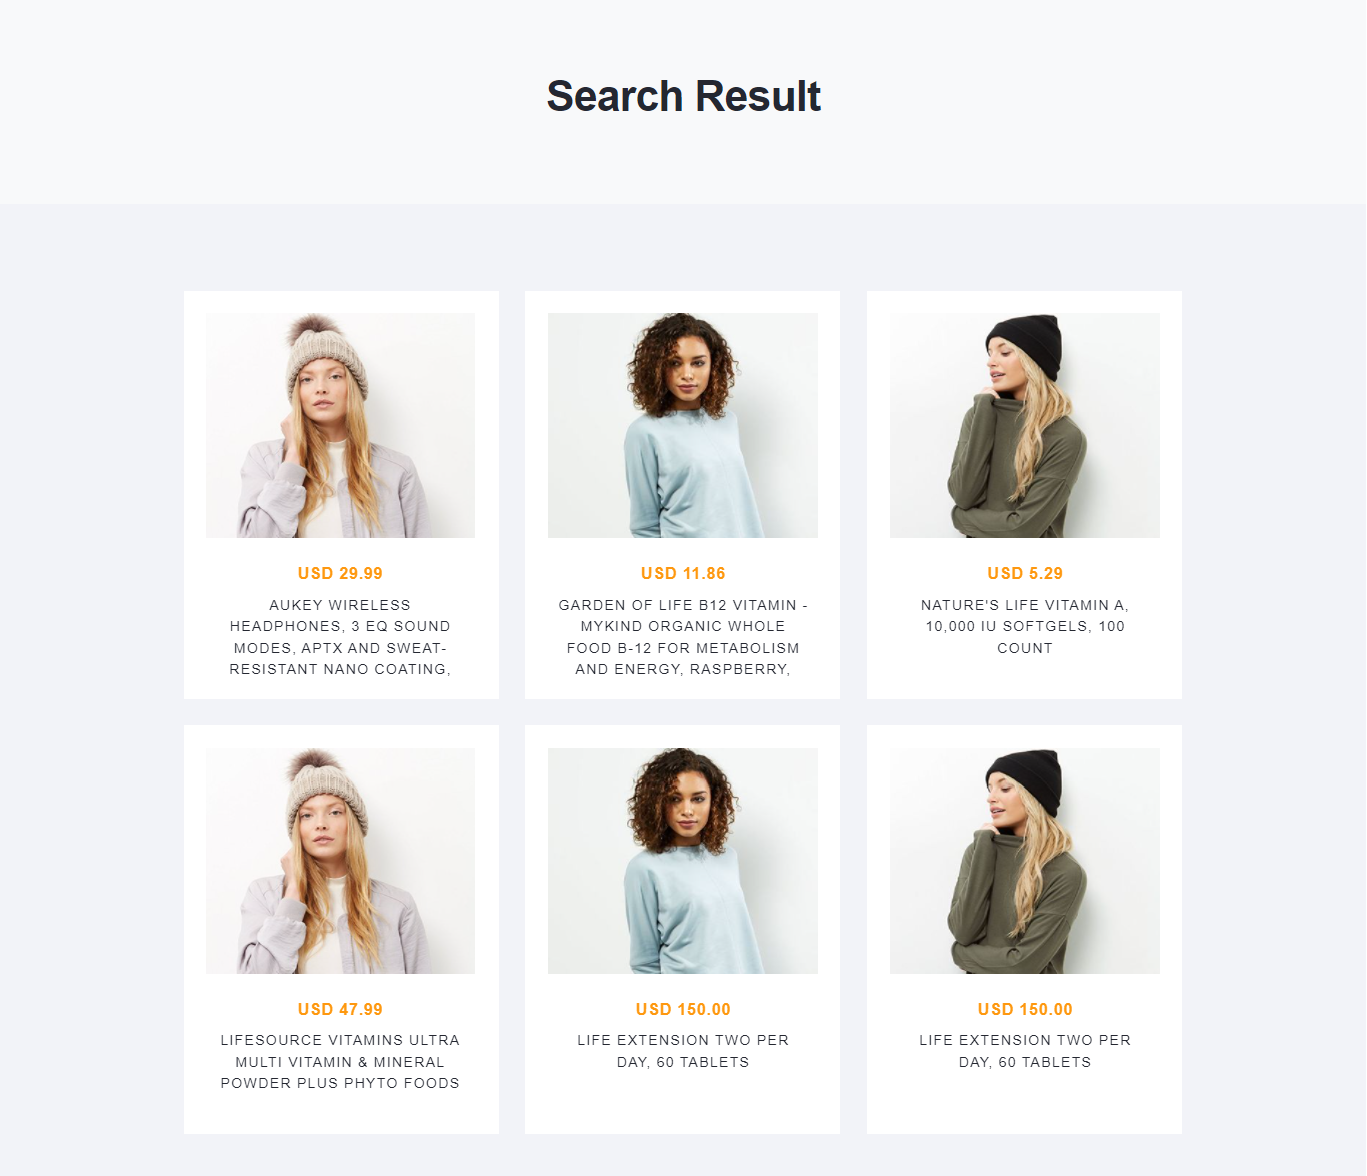 Search Result
USD 29.99
AUKEY WIRELESS
HEADPHONES, 3 EQ SOUND
MODES, APTX AND SWEAT-
RESISTANT NANO COATING,
USD 11.86
GARDEN OF LIFE B12 VITAMIN -
MYKIND ORGANIC WHOLE
FOOD B-12 FOR METABOLISM
AND ENERGY, RASPBERRY,
USD 5.29
NATURE'S LIFE VITAMIN A,
10,000 IU SOFTGELS, 100
COUNT
USD 47.99
LIFESOURCE VITAMINS ULTRA
MULTI VITAMIN & MINERAL
POWDER PLUS PHYTO FOODS
USD 150.00
LIFE EXTENSION TWO PER
DAY, 60 TABLETS
USD 150.00
LIFE EXTENSION TWO PER
DAY, 60 TABLETS